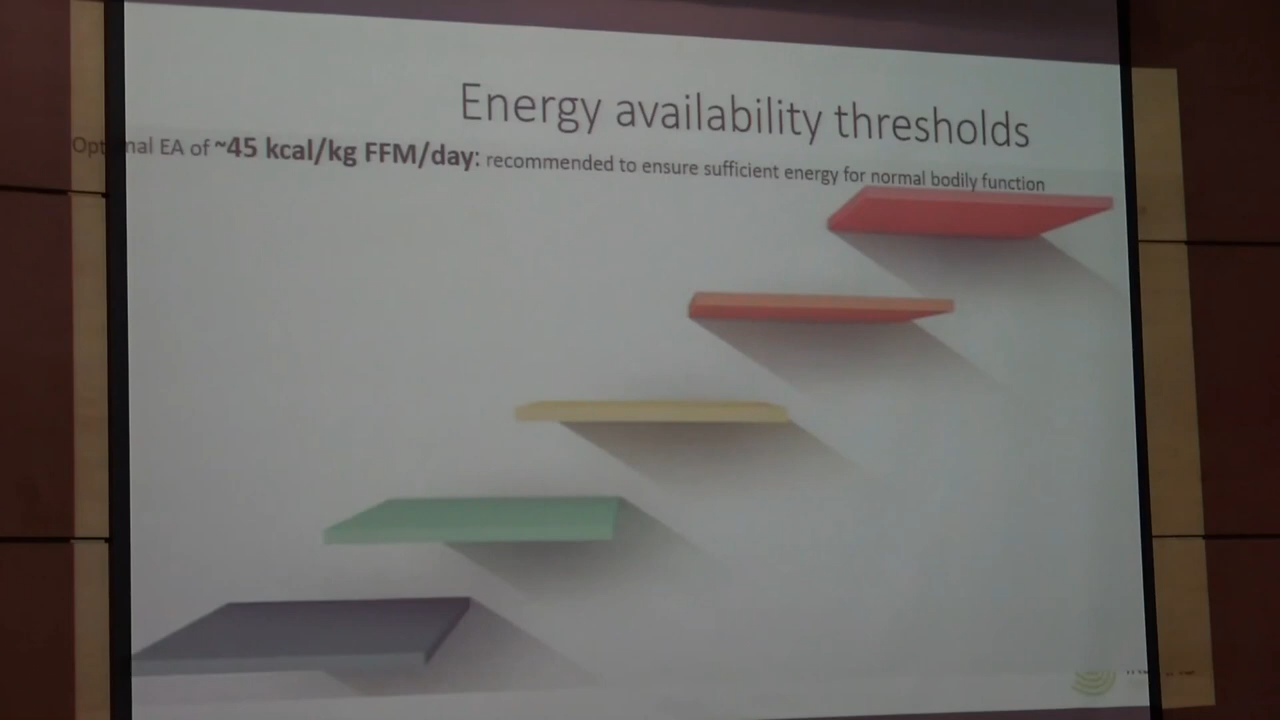 Energy availability thresholds
Optimal EA of ~45 kcal/kg FFM/day: recommended to ensure sufficient energy for normal bodily function